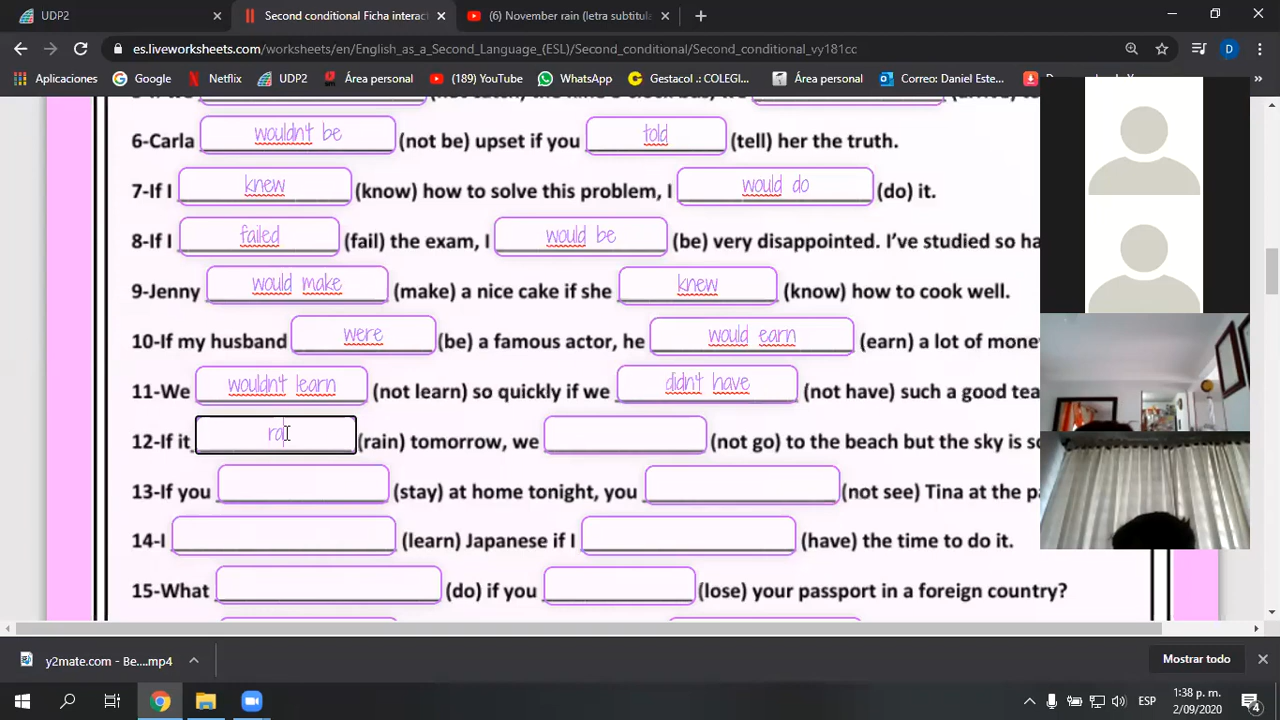 UDP2
Second conditional Ficha interac
(6) November rain (letra subtitula
es.liveworksheets.com/worksheets/en/English_as_a_Second_Language_(ESL)/Second_conditional/Second_conditional_vy181cc
D
Aplicaciones Google Netflix UDP2 Área personal (189) YouTube WhatsApp Gestacol .: COLEGI... Área personal Correo: Daniel Este...
6-Carla wouldn't be (not be) upset if you told (tell) her the truth.
7-If I knew (know) how to solve this problem, I would do (do) it.
8-If I failed (fail) the exam, I would be (be) very disappointed. I've studied so ha
9-Jenny would make (make) a nice cake if she knew (know) how to cook well.
10-If my husband were (be) a famous actor, he would earn (earn) a lot of mone
11-We wouldn't learn (not learn) so quickly if we didn't have (not have) such a good tea
12-If it ra (rain) tomorrow, we (not go) to the beach but the sky is so
13-If you (stay) at home tonight, you (not see) Tina at the pa
14-I (learn) Japanese if I (have) the time to do it.
15-What (do) if you (lose) your passport in a foreign country?
y2mate.com - Be....mp4
Mostrar todo
ESP
1:38 p. m.
2/09/2020
4